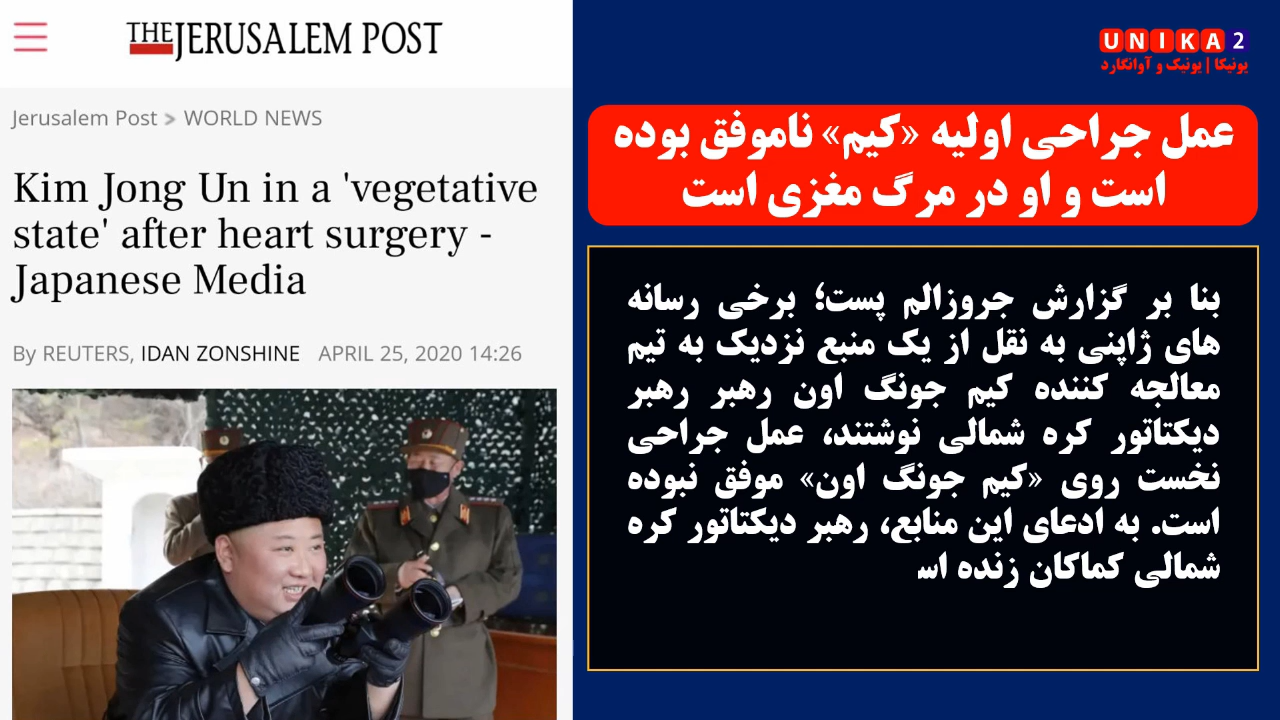 THE JERUSALEM POST
Jerusalem Post > WORLD NEWS
Kim Jong Un in a 'vegetative
state' after heart surgery -
Japanese Media
By REUTERS, IDAN ZONSHINE APRIL 25, 2020 14:26
UNIKA2
یونیکا | یونیک و آوانگارد
عمل جراحی اولیه «کیم» ناموفق بوده
است و او در مرگ مغزی است
بنا بر گزارش جروزالم پست؛ برخی رسانه
های ژاپنی به نقل از یک منبع نزدیک به تیم
معالجه کننده کیم جونگ اون رهبر رهبر
دیکتاتور کره شمالی نوشتند، عمل جراحی
نخست روی «کیم جونگ اون» موفق نبوده
است. به ادعای این منابع، رهبر دیکتاتور کره
شمالی کماکان زنده اس